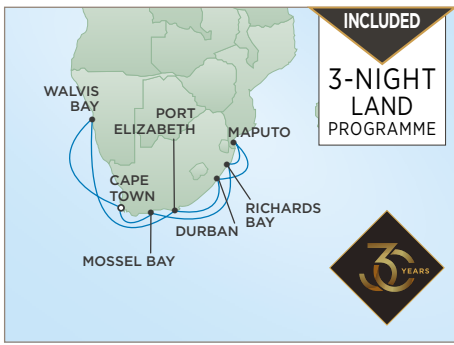 INCLUDED
3-NIGHT
LAND
PROGRAMME
WALVIS
BAY
PORT
ELIZABETH
MAPUTO
CAPE
TOWN
RICHARDS
BAY
DURBAN
MOSSEL BAY
30
YEARS